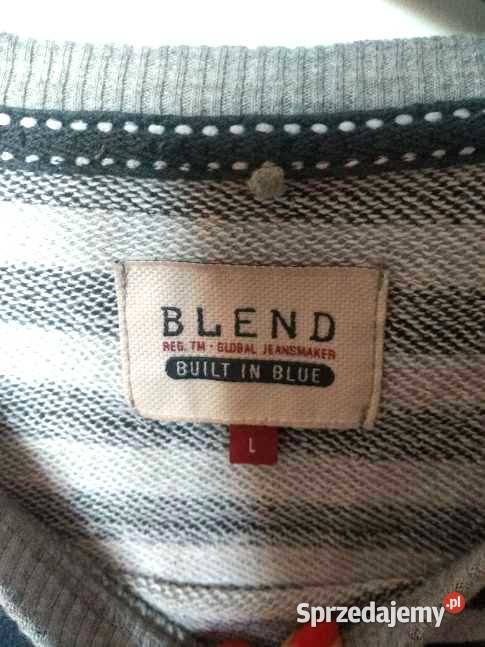 BLEND
REG. TM · GLOBAL JEANSMAKER
BUILT IN BLUE
L
Sprzedajemy.pl